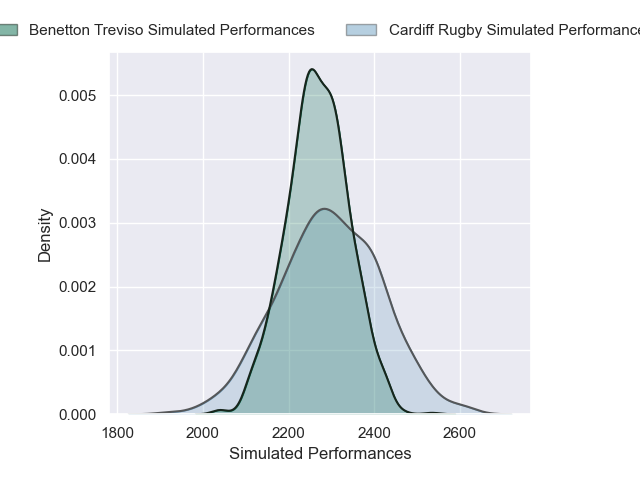 Benetton Treviso Simulated Performances Cardiff Rugby Simulated Performance
0.005
0.004
0.003
0.002
0.001
0.000
Density
1800 2000 2200 2400 2600
Simulated Performances